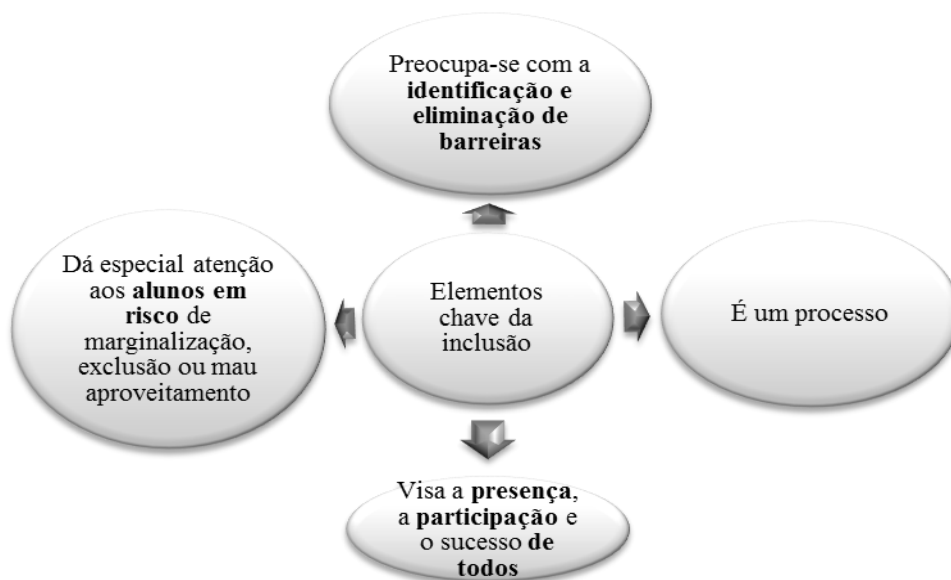 Preocupa-se com a
identificação e
eliminação de
barreiras
Dá especial atenção
aos alunos em
risco de
marginalização,
exclusão ou mau
aproveitamento
Elementos
chave da
inclusão
É um processo
Visa a presença,
a participação e
o sucesso de
todos